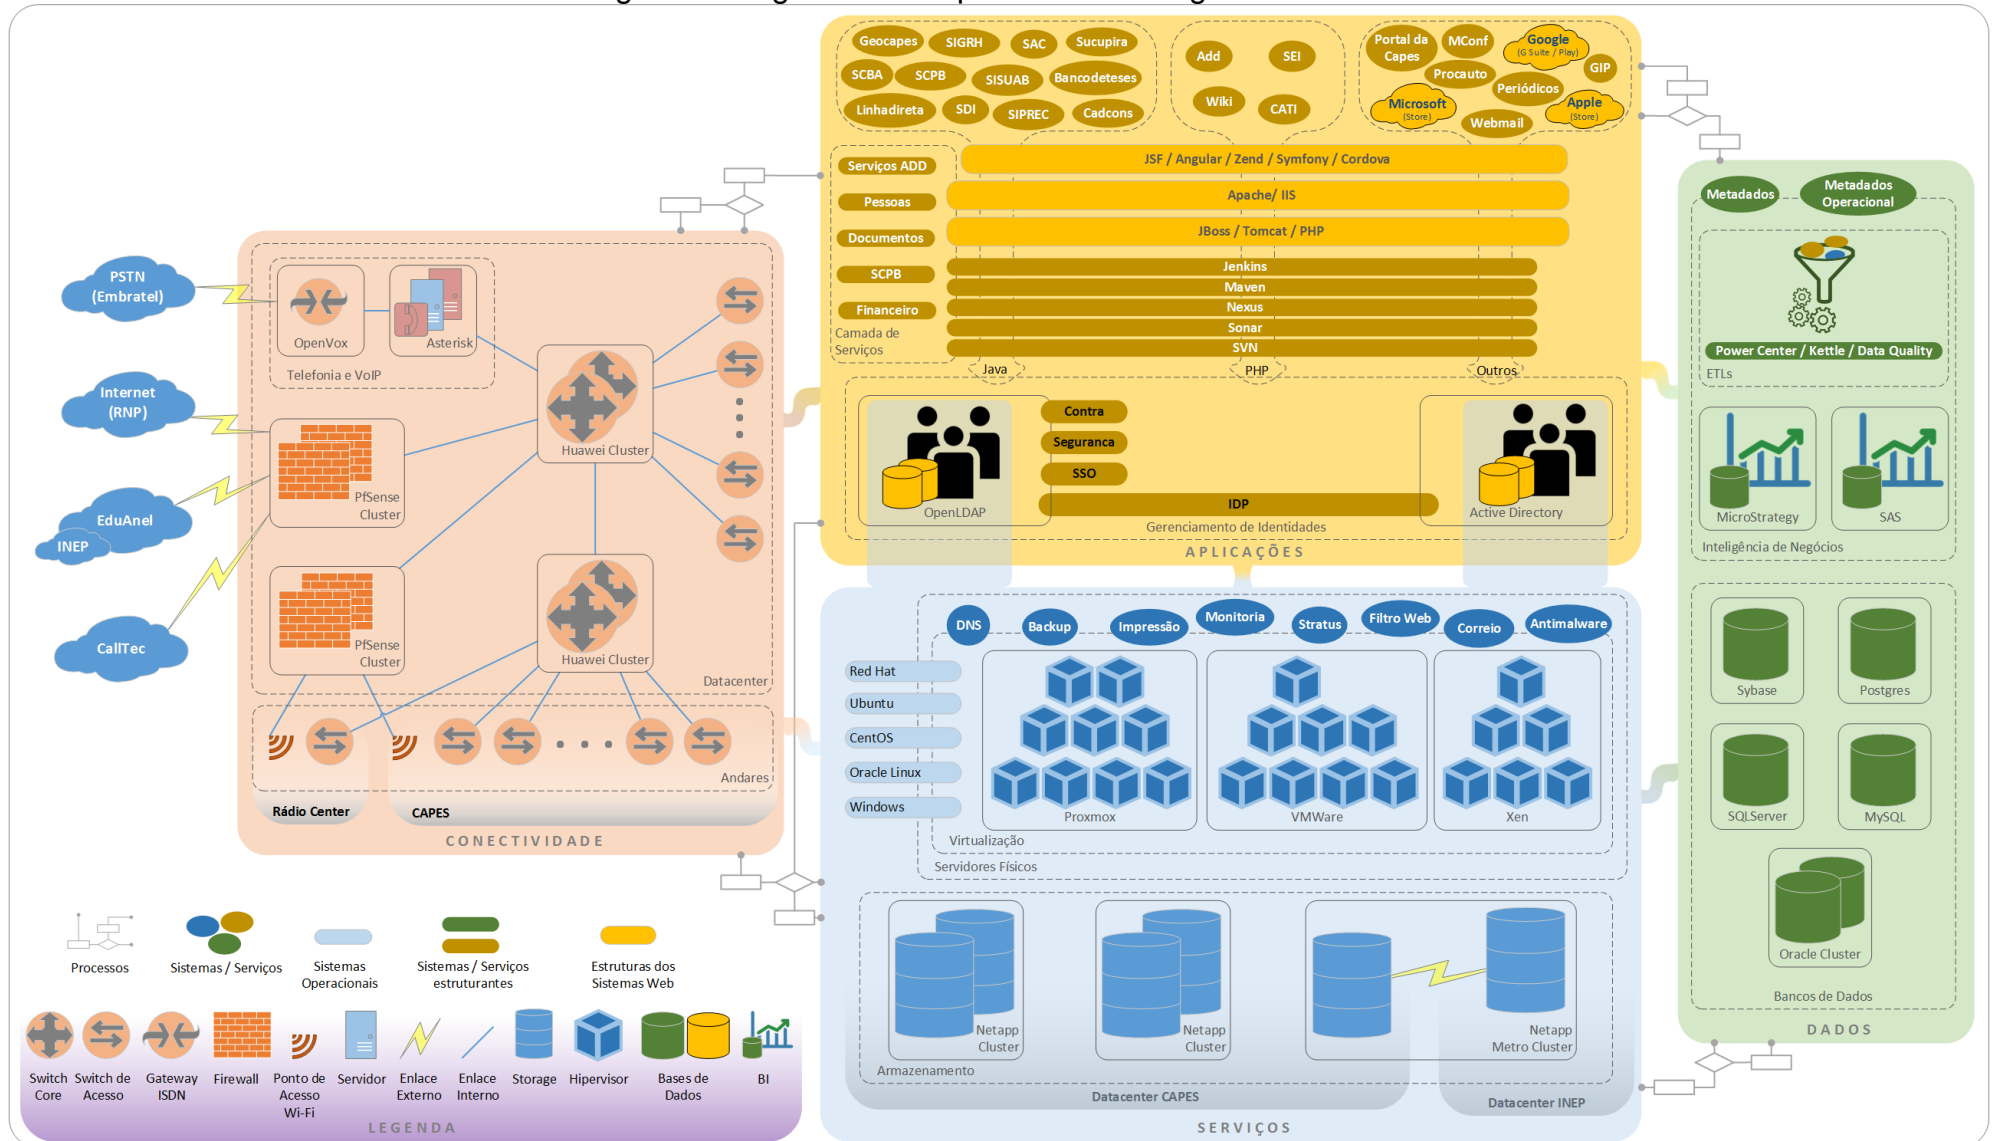 PSTN
(Embratel)
Internet
(RNP)
EduAnel
INEP
CallTec
OpenVox
Asterisk
Telefonia e VoIP
Huawei Cluster
PfSense
Cluster
PfSense
Cluster
Huawei Cluster
Datacenter
Andares
Rádio Center
CAPES
CONECTIVIDADE
Geocapes
SIGRH
SAC
Sucupira
SCBA
SCPB
SISUAB
Bancodeteses
Linhadireta
SDI
SIPREC
Cadcons
Add
SEI
Wiki
CATI
Portal da
Capes
MConf
Google
(G Suite / Play)
GIP
Procauto
Periódicos
Microsoft
(Store)
Apple
(Store)
Webmail
Serviços ADD
Pessoas
Documentos
SCPB
Financeiro
Camada de
Serviços
JSF / Angular / Zend / Symfony / Cordova
Apache/ IIS
JBoss / Tomcat / PHP
Jenkins
Maven
Nexus
Sonar
SVN
Java
PHP
Outros
Contra
Seguranca
SSO
IDP
OpenLDAP
Active Directory
Gerenciamento de Identidades
APLICAÇÕES
DNS
Backup
Impressão
Monitoria
Stratus
Filtro Web
Correio
Antimalware
Red Hat
Ubuntu
CentOS
Oracle Linux
Windows
Proxmox
VMWare
Xen
Virtualização
Servidores Físicos
Netapp
Cluster
Netapp
Cluster
Netapp
Metro Cluster
Armazenamento
Datacenter CAPES
Datacenter INEP
SERVIÇOS
Metadados
Metadados
Operacional
Power Center / Kettle / Data Quality
ETLs
MicroStrategy
SAS
Inteligência de Negócios
Sybase
Postgres
SQLServer
MySQL
Oracle Cluster
Bancos de Dados
DADOS
Processos
Sistemas / Serviços
Sistemas
Operacionais
Sistemas / Serviços
estruturantes
Estruturas dos
Sistemas Web
Switch
Core
Switch de
Acesso
Gateway
ISDN
Firewall
Ponto de
Acesso
Wi-Fi
Servidor
Enlace
Externo
Enlace
Interno
Storage
Hipervisor
Bases de
Dados
BI
LEGENDA